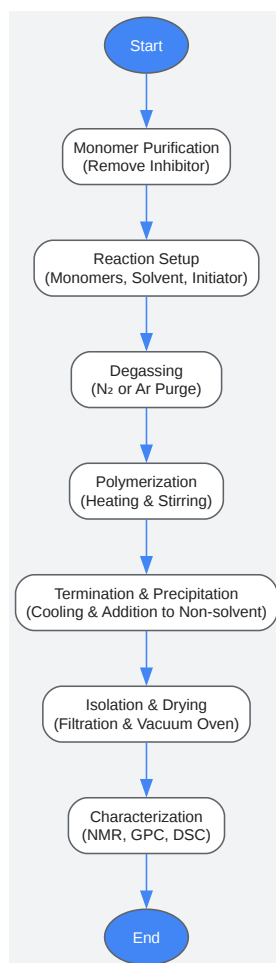 Start
Monomer Purification
(Remove Inhibitor)
Reaction Setup
(Monomers, Solvent, Initiator)
Degassing
(N₂ or Ar Purge)
Polymerization
(Heating & Stirring)
Termination & Precipitation
(Cooling & Addition to Non-solvent)
Isolation & Drying
(Filtration & Vacuum Oven)
Characterization
(NMR, GPC, DSC)
End